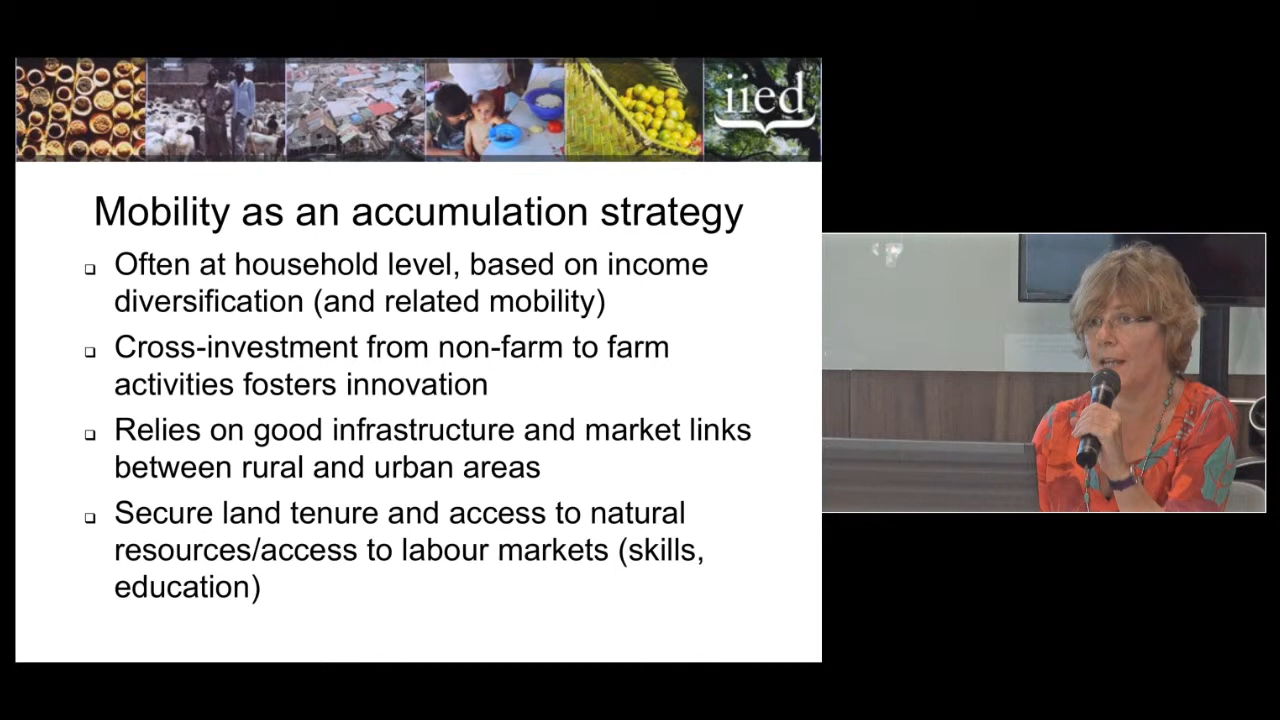 iied
Mobility as an accumulation strategy
Often at household level, based on income
diversification (and related mobility)
Cross-investment from non-farm to farm
activities fosters innovation
Relies on good infrastructure and market links
between rural and urban areas
Secure land tenure and access to natural
resources/access to labour markets (skills,
education)